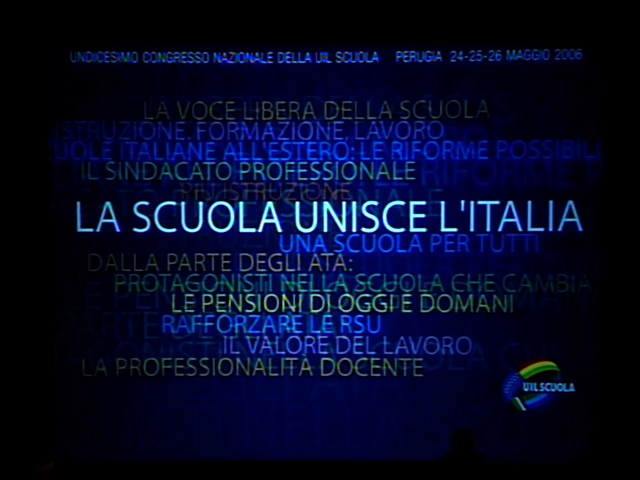 UNDICESIMO CONGRESSO NAZIONALE DELLA UIL SCUOLA PERUGIA 24-25-26 MAGGIO 2006
LA VOCE LIBERA DELLA SCUOLA
ISTRUZIONE, FORMAZIONE, LAVORO
ITALIANE ALL'ESTERO: LE RIFORME POSSIBILI
IL SINDACATO PROFESSIONALE
LA SCUOLA UNISCE L'ITALIA
UNA SCUOLA PER TUTTI
DALLA PARTE DEGLI ATA:
PROTAGONISTI NELLA SCUOLA CHE CAMBIA
LE PENSIONI DI OGGI E DOMANI
RAFFORZARE LE RSU
IL VALORE DEL LAVORO
LA PROFESSIONALITÀ DOCENTE
UIL SCUOLA